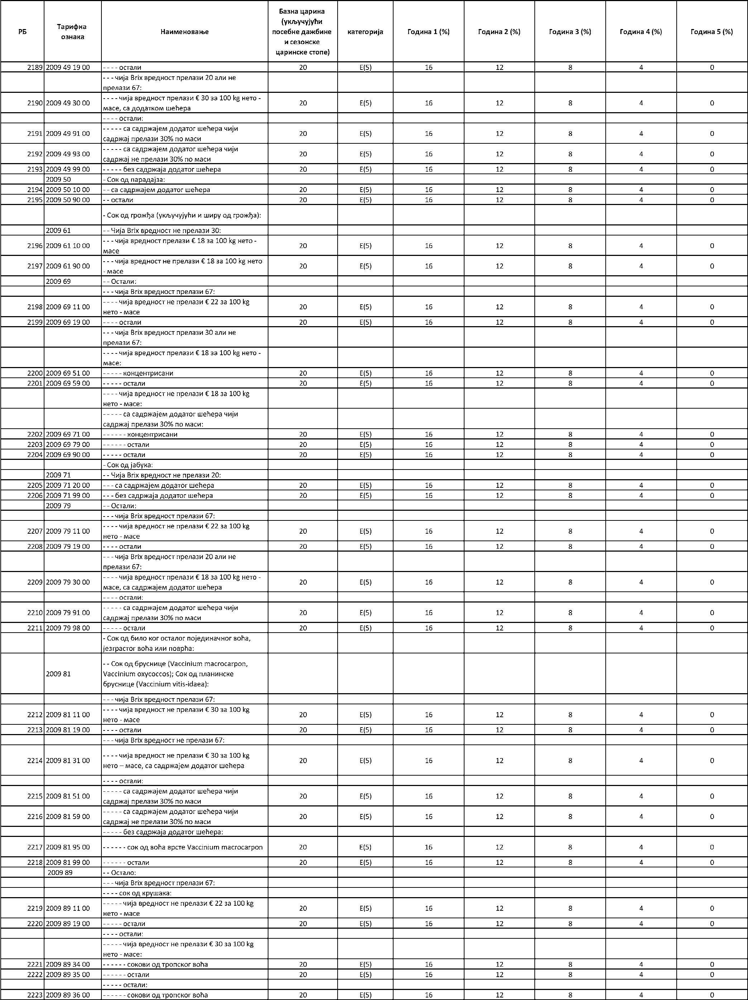 РБ Тарифна ознака Наименовање Базна царина (укључујући посебне дажбине и сезонске царинске стопе) категорија Година 1 (%) Година 2 (%) Година 3 (%) Година 4 (%) Година 5 (%)
2189 2009 49 19 00 - - - - остали 20 E(5) 16 12 8 4 0
- - - чија Brix вредност прелази 20 али не
прелази 67:
2190 2009 49 30 00 - - - - чија вредност прелази € 30 за 100 kg нето -
масе, са додатком шећера 20 E(5) 16 12 8 4 0
- - - - остали:
2191 2009 49 91 00 - - - - - са садржајем додатог шећера чији
садржај прелази 30% по маси 20 E(5) 16 12 8 4 0
2192 2009 49 93 00 - - - - - са садржајем додатог шећера чији
садржај не прелази 30% по маси 20 E(5) 16 12 8 4 0
2193 2009 49 99 00 - - - - - без садржаја додатог шећера 20 E(5) 16 12 8 4 0
2009 50 - Сок од парадајза:
2194 2009 50 10 00 - - са садржајем додатог шећера 20 E(5) 16 12 8 4 0
2195 2009 50 90 00 - - остали 20 E(5) 16 12 8 4 0
- Сок од грожђа (укључујући и ширу од грожђа):
2009 61 - - Чија Brix вредност не прелази 30:
2196 2009 61 10 00 - - - чија вредност прелази € 18 за 100 kg нето -
масе 20 E(5) 16 12 8 4 0
2197 2009 61 90 00 - - - чија вредност не прелази € 18 за 100 kg нето
- масе 20 E(5) 16 12 8 4 0
2009 69 - - Остали:
- - - чија Brix вредност прелази 67:
2198 2009 69 11 00 - - - - чија вредност не прелази € 22 за 100 kg
нето - масе 20 E(5) 16 12 8 4 0
2199 2009 69 19 00 - - - - остали 20 E(5) 16 12 8 4 0
- - - чија Brix вредност прелази 30 али не
прелази 67:
- - - - чија вредност прелази € 18 за 100 kg нето -
масе:
2200 2009 69 51 00 - - - - - концентрисани 20 E(5) 16 12 8 4 0
2201 2009 69 59 00 - - - - - остали 20 E(5) 16 12 8 4 0
- - - - чија вредност не прелази € 18 за 100 kg
нето - масе:
- - - - - са садржајем додатог шећера чији
садржај прелази 30% по маси:
2202 2009 69 71 00 - - - - - - концентрисани 20 E(5) 16 12 8 4 0
2203 2009 69 79 00 - - - - - - остали 20 E(5) 16 12 8 4 0
2204 2009 69 90 00 - - - - - остали 20 E(5) 16 12 8 4 0
- Сок од јабука:
2009 71 - - Чија Brix вредност не прелази 20:
2205 2009 71 20 00 - - - са садржајем додатог шећера 20 E(5) 16 12 8 4 0
2206 2009 71 99 00 - - - без садржаја додатог шећера 20 E(5) 16 12 8 4 0
2009 79 - - Остали:
- - - чија Brix вредност прелази 67:
2207 2009 79 11 00 - - - - чија вредност не прелази € 22 за 100 kg
нето - масе 20 E(5) 16 12 8 4 0
2208 2009 79 19 00 - - - - остали 20 E(5) 16 12 8 4 0
- - - чија Brix вредност прелази 20 али не
прелази 67:
2209 2009 79 30 00 - - - - чија вредност прелази € 18 за 100 kg нето -
масе, са садржајем додатог шећера 20 E(5) 16 12 8 4 0
- - - - остали:
2210 2009 79 91 00 - - - - - са садржајем додатог шећера чији
садржај прелази 30% по маси 20 E(5) 16 12 8 4 0
2211 2009 79 98 00 - - - - - остали 20 E(5) 16 12 8 4 0
- Сок од било ког осталог појединачног воћа,
језграстог воћа или поврћа:
2009 81 - - Сок од бруснице (Vaccinium macrocarpon,
Vaccinium oxycoccos); Сок од планинске
бруснице (Vaccinium vitis-idaea):
- - - чија Brix вредност прелази 67:
2212 2009 81 11 00 - - - - чија вредност не прелази € 30 за 100 kg
нето - масе 20 E(5) 16 12 8 4 0
2213 2009 81 19 00 - - - - остали 20 E(5) 16 12 8 4 0
- - - чија Brix вредност не прелази 67:
2214 2009 81 31 00 - - - - чија вредност не прелази € 30 за 100 kg
нето – масе, са садржајем додатог шећера 20 E(5) 16 12 8 4 0
- - - - остали:
2215 2009 81 51 00 - - - - - са садржајем додатог шећера чији
садржај прелази 30% по маси 20 E(5) 16 12 8 4 0
2216 2009 81 59 00 - - - - - са садржајем додатог шећера чији
садржај не прелази 30% по маси 20 E(5) 16 12 8 4 0
- - - - - без садржаја додатог шећера:
2217 2009 81 95 00 - - - - - - сок од воћа врсте Vaccinium macrocarpon 20 E(5) 16 12 8 4 0
2218 2009 81 99 00 - - - - - - остали 20 E(5) 16 12 8 4 0
2009 89 - - Остало:
- - - чија Brix вредност прелази 67:
- - - - сок од крушака:
2219 2009 89 11 00 - - - - - чија вредност не прелази € 22 за 100 kg
нето - масе 20 E(5) 16 12 8 4 0
2220 2009 89 19 00 - - - - - остали 20 E(5) 16 12 8 4 0
- - - - остали:
- - - - - чија вредност не прелази € 30 за 100 kg
нето - масе:
2221 2009 89 34 00 - - - - - - сокови од тропског воћа 20 E(5) 16 12 8 4 0
2222 2009 89 35 00 - - - - - - остали 20 E(5) 16 12 8 4 0
- - - - - остали:
2223 2009 89 36 00 - - - - - - сокови од тропског воћа 20 E(5) 16 12 8 4 0